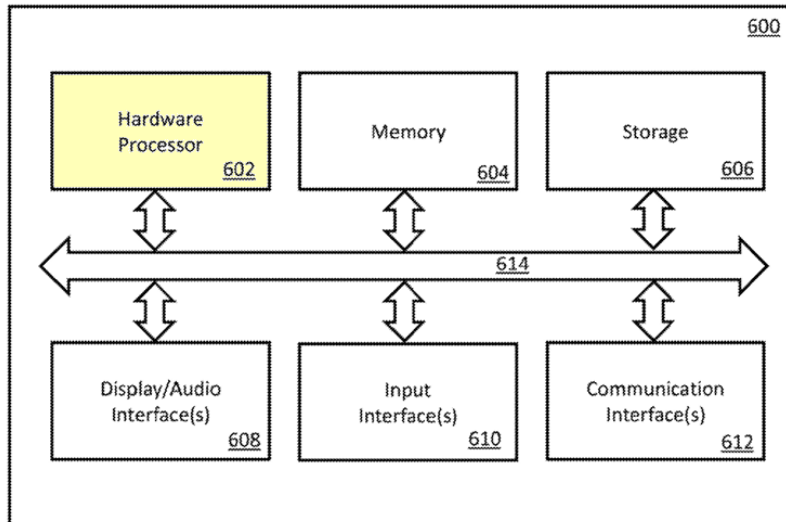 600
Hardware
Processor
602
Memory
604
Storage
606
614
Display/Audio
Interface(s)
608
Input
Interface(s)
610
Communication
Interface(s)
612